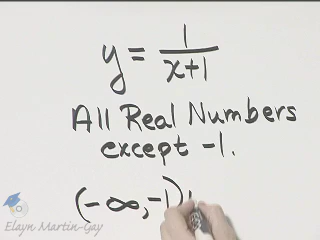 y = 1/(x+1)
All Real Numbers
except -1.
(-∞,-1)
Elayn Martin-Gay